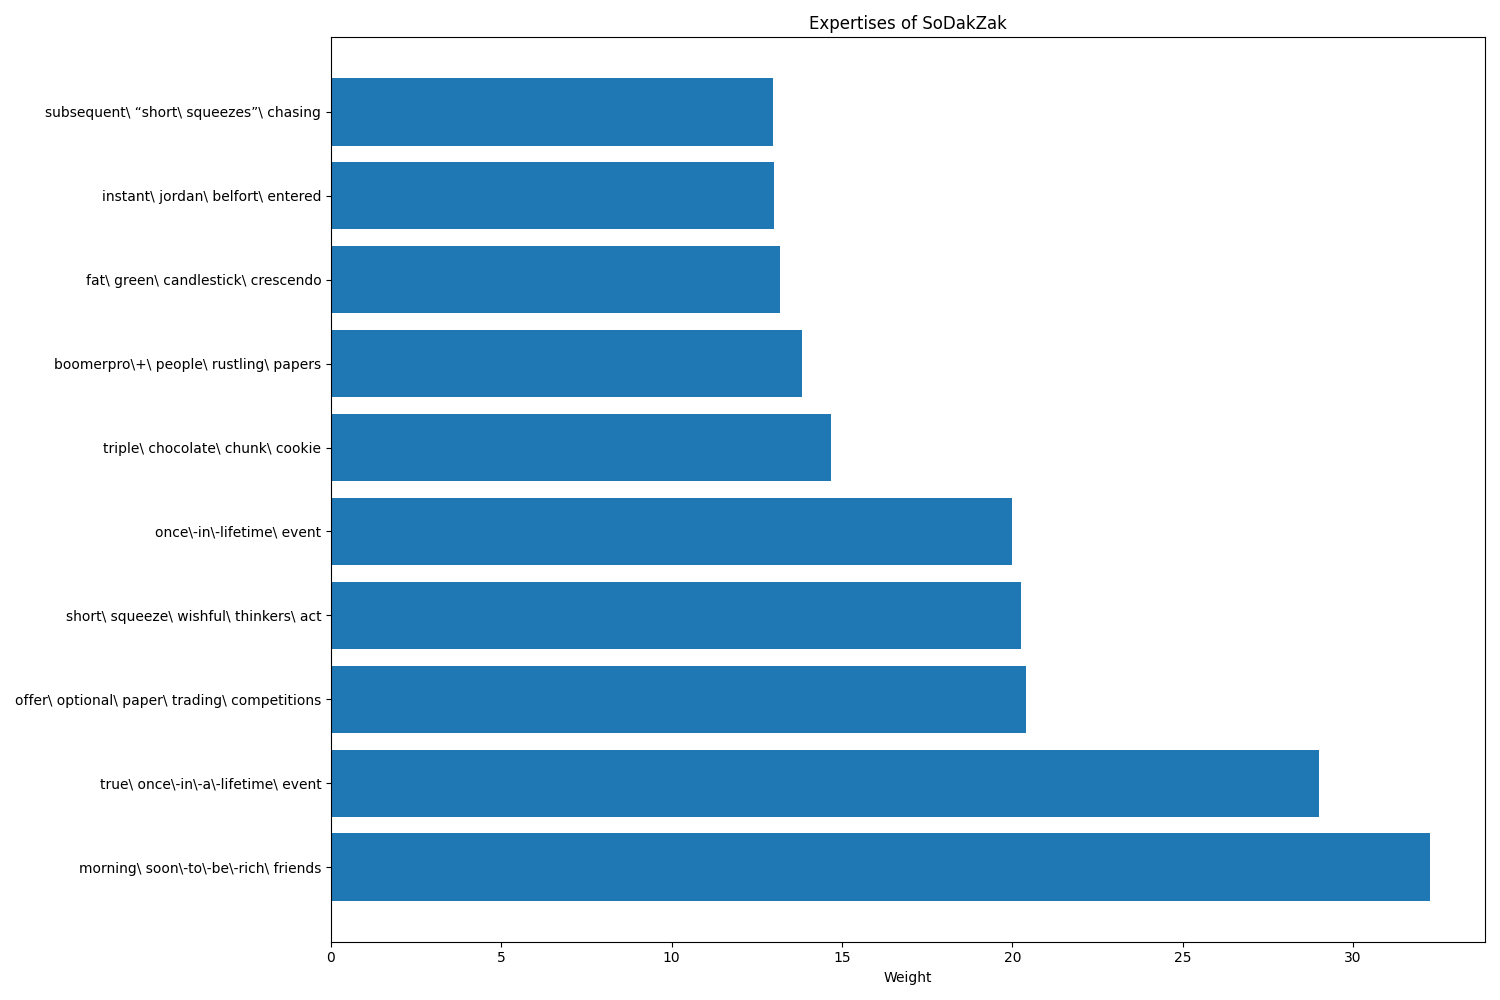 Expertises of SoDakZak
subsequent\ “short\ squeezes”\ chasing
instant\ jordan\ belfort\ entered
fat\ green\ candlestick\ crescendo
boomerpro\+\ people\ rustling\ papers
triple\ chocolate\ chunk\ cookie
once\-in\-lifetime\ event
short\ squeeze\ wishful\ thinkers\ act
offer\ optional\ paper\ trading\ competitions
true\ once\-in\-a\-lifetime\ event
morning\ soon\-to\-be\-rich\ friends
0 5 10 15 20 25 30
Weight